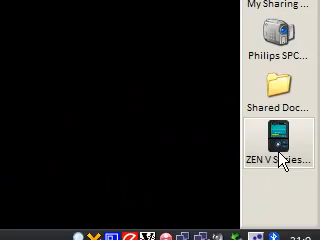 My Sharing ...
Philips SPC...
Shared Doc...
ZEN V Series...